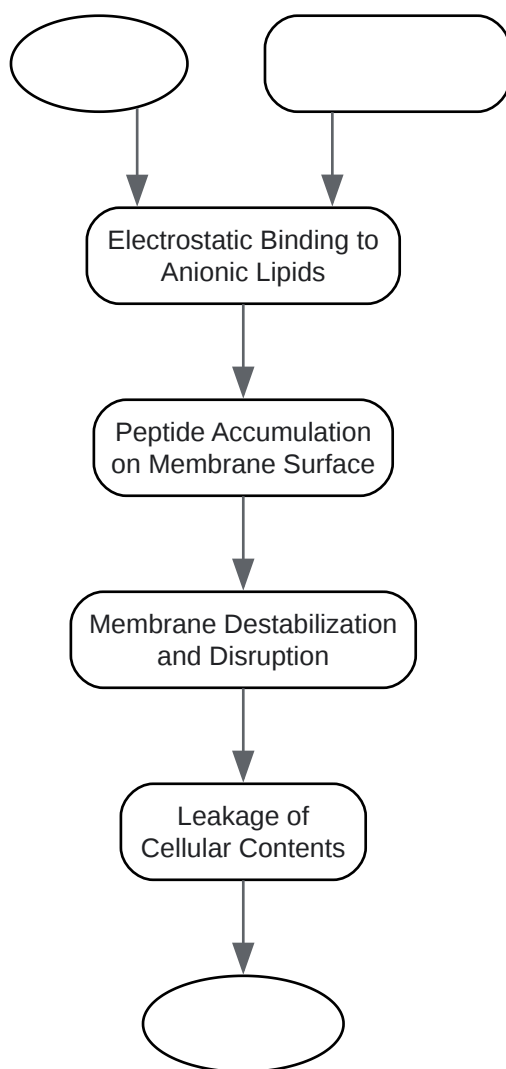 Electrostatic Binding to
Anionic Lipids
Peptide Accumulation
on Membrane Surface
Membrane Destabilization
and Disruption
Leakage of
Cellular Contents